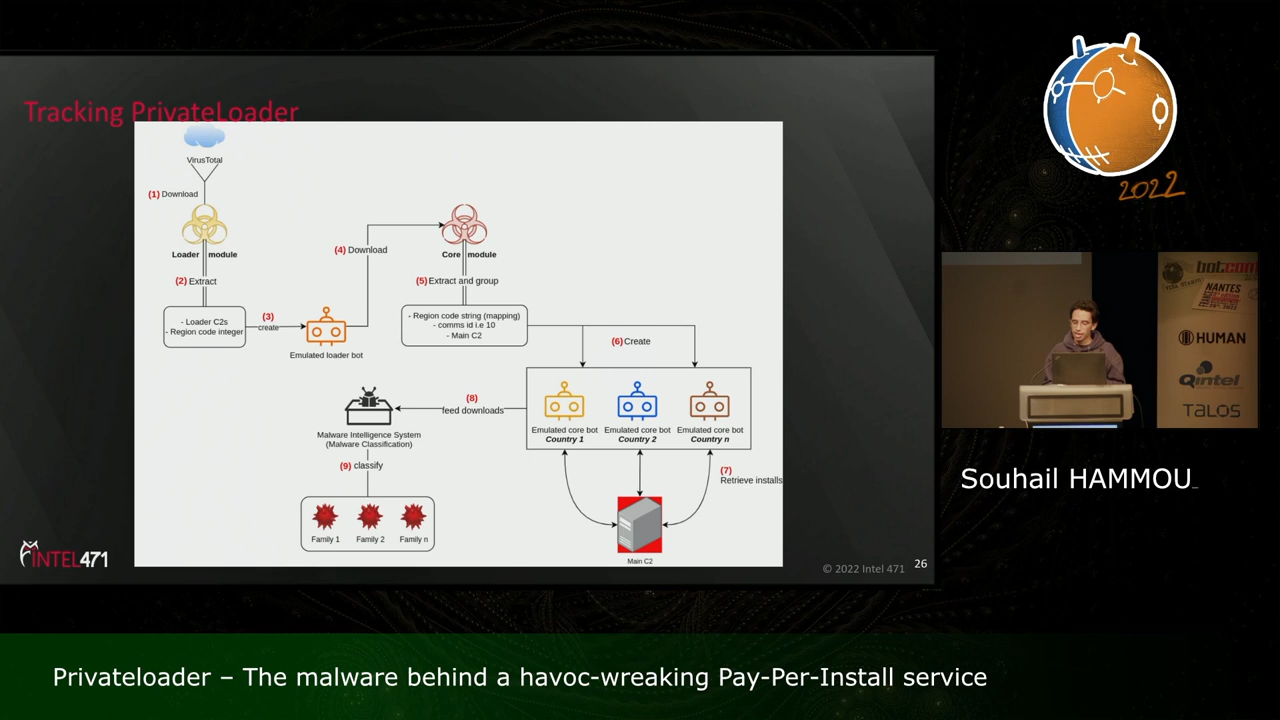 Tracking PrivateLoader
VirusTotal
(1) Download
Loader module
(2) Extract
- Loader C2s
- Region code integer
(3)
create
Emulated loader bot
(4) Download
Core module
(5) Extract and group
- Region code string (mapping)
- comms id i.e 10
- Main C2
(6) Create
Emulated core bot
Country 1
Emulated core bot
Country 2
Emulated core bot
Country n
(7)
Retrieve installs
Main C2
(8)
feed downloads
Malware Intelligence System
(Malware Classification)
(9) classify
Family 1
Family 2
Family n
INTEL471
© 2022 Intel 471
26
2022
botconf
NANTES
HUMAN
Qintel
TALOS
Souhail HAMMOU_
Privateloader – The malware behind a havoc-wreaking Pay-Per-Install service